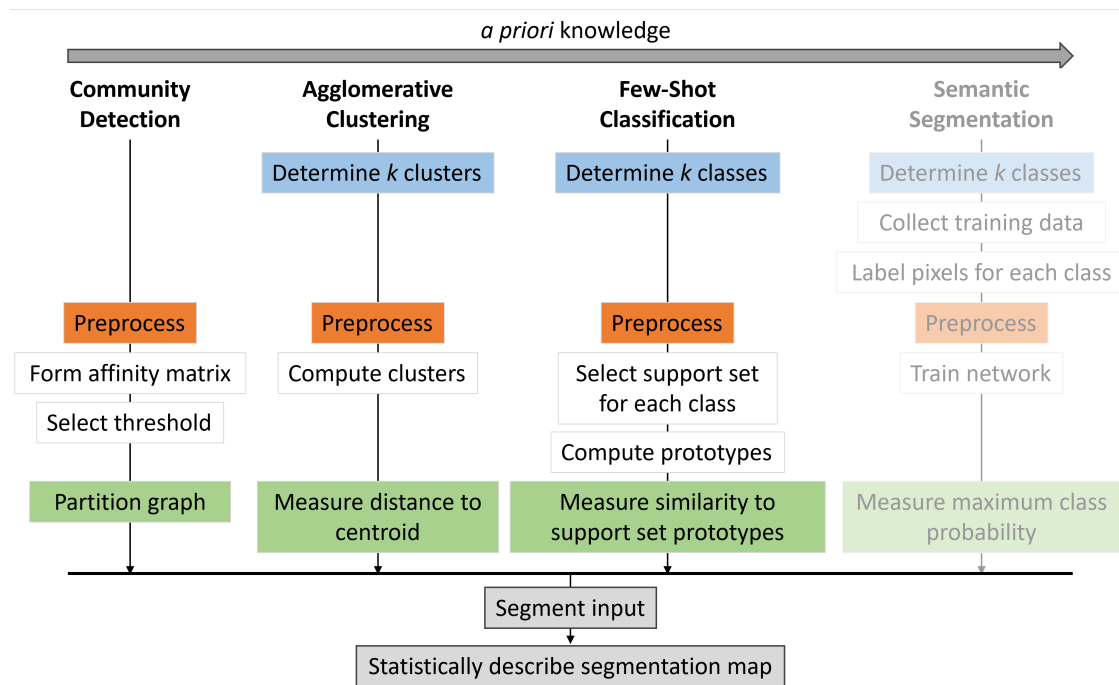 a priori knowledge
Community
Detection
Preprocess
Form affinity matrix
Select threshold
Partition graph
Agglomerative
Clustering
Determine k clusters
Preprocess
Compute clusters
Measure distance to
centroid
Few-Shot
Classification
Determine k classes
Preprocess
Select support set
for each class
Compute prototypes
Measure similarity to
support set prototypes
Semantic
Segmentation
Determine k classes
Collect training data
Label pixels for each class
Preprocess
Train network
Measure maximum class
probability
Segment input
Statistically describe segmentation map